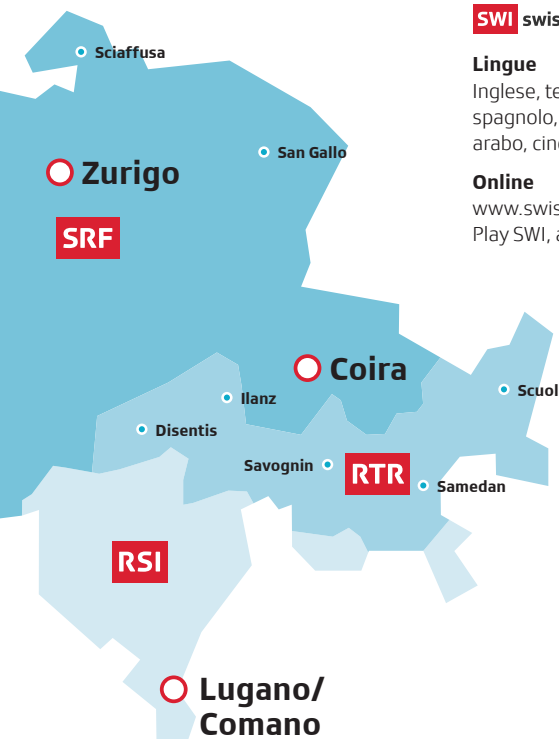 SWI swis
Lingue
Inglese, te
spagnolo,
arabo, cin
Online
www.swis
Play SWI, a
Sciaffusa
San Gallo
Zurigo
SRF
Coira
Ilanz
Scuol
Disentis
Savognin
RTR
Samedan
RSI
Lugano/
Comano